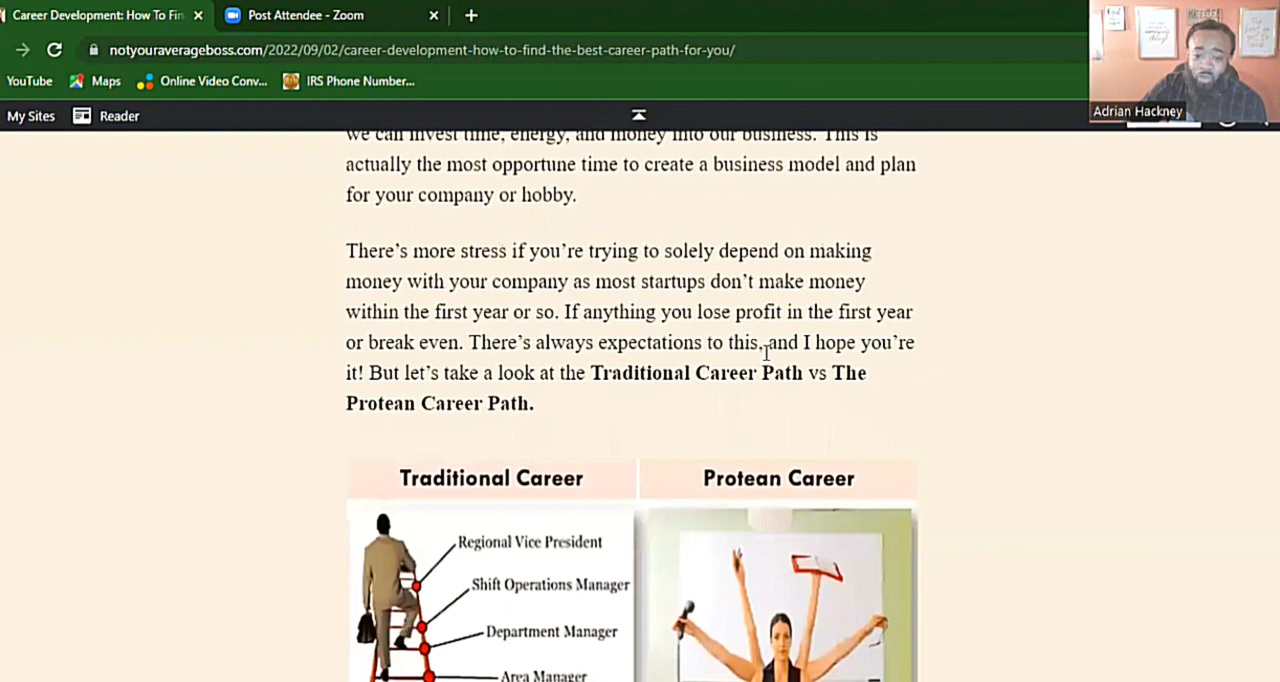 Career Development: How To Fin
Post Attendee - Zoom
notyouraverageboss.com/2022/09/02/career-development-how-to-find-the-best-career-path-for-you/
YouTube Maps Online Video Conv... IRS Phone Number...
Adrian Hackney
My Sites Reader
we can invest time, energy, and money into our business. This is
actually the most opportune time to create a business model and plan
for your company or hobby.
There's more stress if you're trying to solely depend on making
money with your company as most startups don't make money
within the first year or so. If anything you lose profit in the first year
or break even. There's always expectations to this, and I hope you're
it! But let's take a look at the Traditional Career Path vs The
Protean Career Path.
Traditional Career
Protean Career
Regional Vice President
Shift Operations Manager
Department Manager
Area Manager